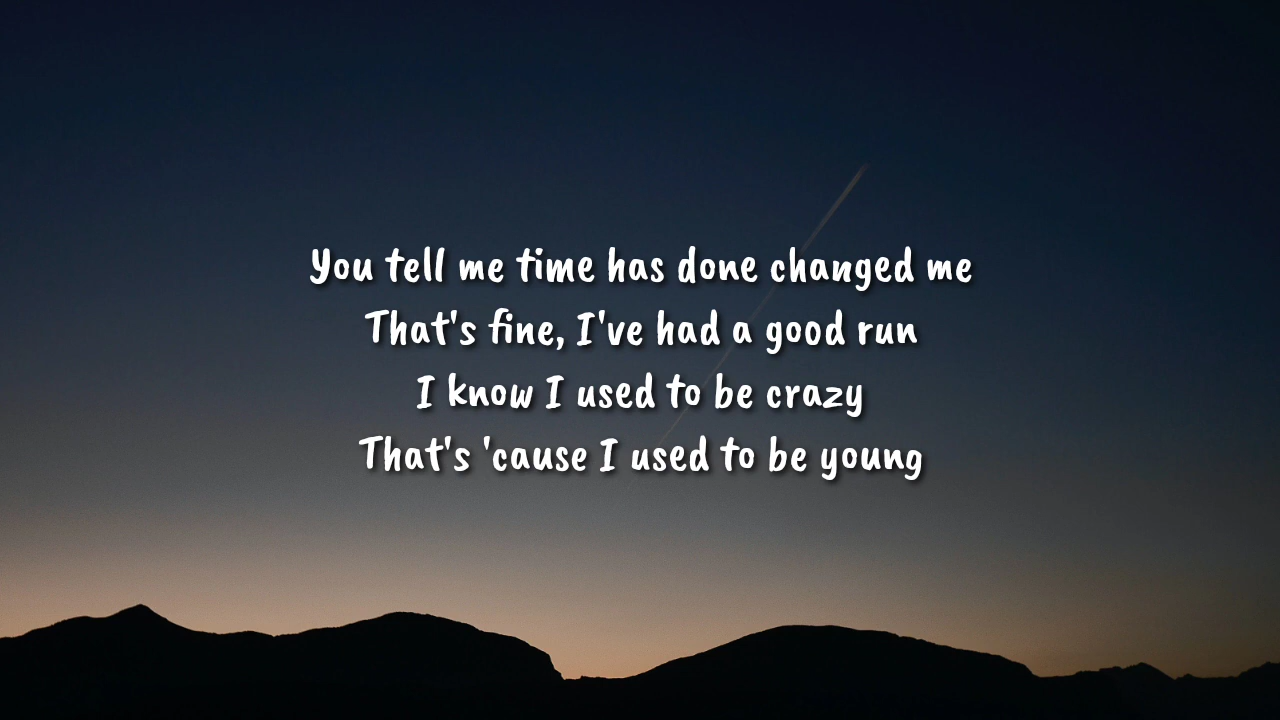 You tell me time has done changed me
That's fine, I've had a good run
I know I used to be crazy
That's 'cause I used to be young